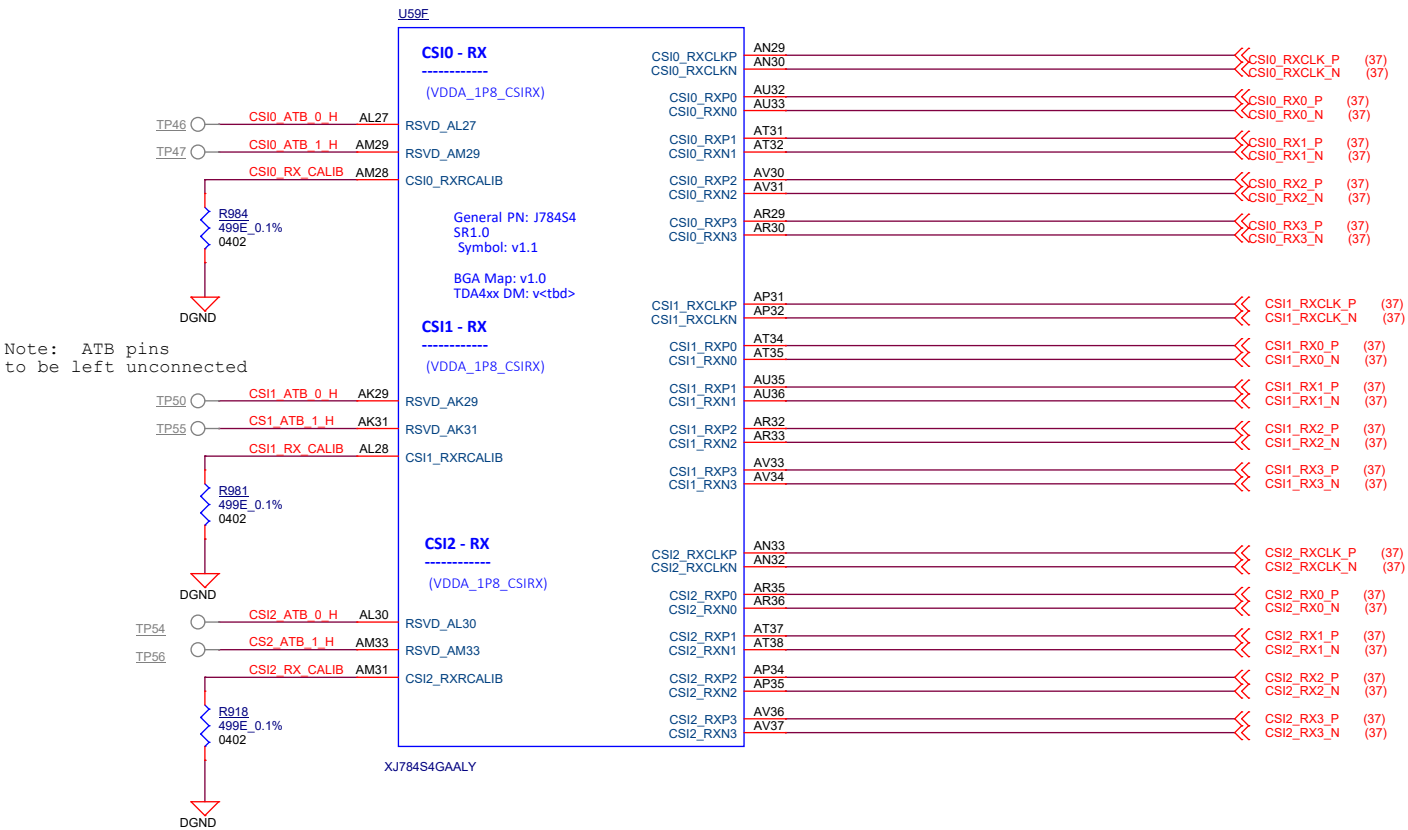 U59F
CSI0 - RX
------------
(VDDA_1P8_CSIRX)
TP46 CSI0_ATB_0_H AL27 RSVD_AL27
TP47 CSI0_ATB_1_H AM29 RSVD_AM29
CSI0_RX_CALIB AM28 CSI0_RXRCALIB
R984
499E_0.1%
0402
DGND
General PN: J784S4
SR1.0
Symbol: v1.1
BGA Map: v1.0
TDA4xx DM: v<tbd>
CSI0_RXCLKP AN29 CSI0_RXCLK_P (37)
CSI0_RXCLKN AN30 CSI0_RXCLK_N (37)
CSI0_RXP0 AU32 CSI0_RX0_P (37)
CSI0_RXN0 AU33 CSI0_RX0_N (37)
CSI0_RXP1 AT31 CSI0_RX1_P (37)
CSI0_RXN1 AT32 CSI0_RX1_N (37)
CSI0_RXP2 AV30 CSI0_RX2_P (37)
CSI0_RXN2 AV31 CSI0_RX2_N (37)
CSI0_RXP3 AR29 CSI0_RX3_P (37)
CSI0_RXN3 AR30 CSI0_RX3_N (37)
Note: ATB pins
to be left unconnected
CSI1 - RX
------------
(VDDA_1P8_CSIRX)
TP50 CSI1_ATB_0_H AK29 RSVD_AK29
TP55 CS1_ATB_1_H AK31 RSVD_AK31
CSI1_RX_CALIB AL28 CSI1_RXRCALIB
R981
499E_0.1%
0402
DGND
CSI1_RXCLKP AP31 CSI1_RXCLK_P (37)
CSI1_RXCLKN AP32 CSI1_RXCLK_N (37)
CSI1_RXP0 AT34 CSI1_RX0_P (37)
CSI1_RXN0 AT35 CSI1_RX0_N (37)
CSI1_RXP1 AU35 CSI1_RX1_P (37)
CSI1_RXN1 AU36 CSI1_RX1_N (37)
CSI1_RXP2 AR32 CSI1_RX2_P (37)
CSI1_RXN2 AR33 CSI1_RX2_N (37)
CSI1_RXP3 AV33 CSI1_RX3_P (37)
CSI1_RXN3 AV34 CSI1_RX3_N (37)
CSI2 - RX
------------
(VDDA_1P8_CSIRX)
TP54 CSI2_ATB_0_H AL30 RSVD_AL30
TP56 CS2_ATB_1_H AM33 RSVD_AM33
CSI2_RX_CALIB AM31 CSI2_RXRCALIB
R918
499E_0.1%
0402
DGND
CSI2_RXCLKP AN33 CSI2_RXCLK_P (37)
CSI2_RXCLKN AN32 CSI2_RXCLK_N (37)
CSI2_RXP0 AR35 CSI2_RX0_P (37)
CSI2_RXN0 AR36 CSI2_RX0_N (37)
CSI2_RXP1 AT37 CSI2_RX1_P (37)
CSI2_RXN1 AT38 CSI2_RX1_N (37)
CSI2_RXP2 AP34 CSI2_RX2_P (37)
CSI2_RXN2 AP35 CSI2_RX2_N (37)
CSI2_RXP3 AV36 CSI2_RX3_P (37)
CSI2_RXN3 AV37 CSI2_RX3_N (37)
XJ784S4GAALY